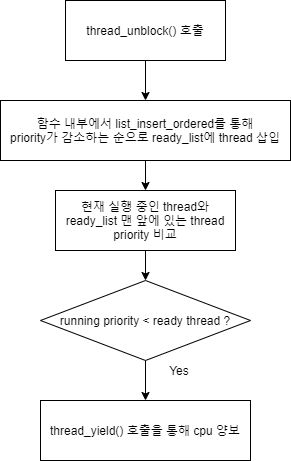 thread_unblock() 호출
함수 내부에서 list_insert_ordered를 통해
priority가 감소하는 순으로 ready_list에 thread 삽입
현재 실행 중인 thread와
ready_list 맨 앞에 있는 thread
priority 비교
running priority < ready thread ?
Yes
thread_yield() 호출을 통해 cpu 양보